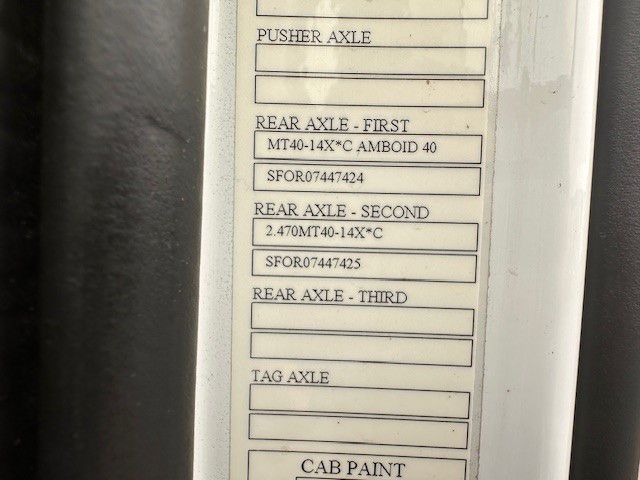 PUSHER AXLE
REAR AXLE - FIRST
MT40-14X*C AMBOID 40
SFOR07447424
REAR AXLE - SECOND
2.470MT40-14X*C
SFOR07447425
REAR AXLE - THIRD
TAG AXLE
CAB PAINT